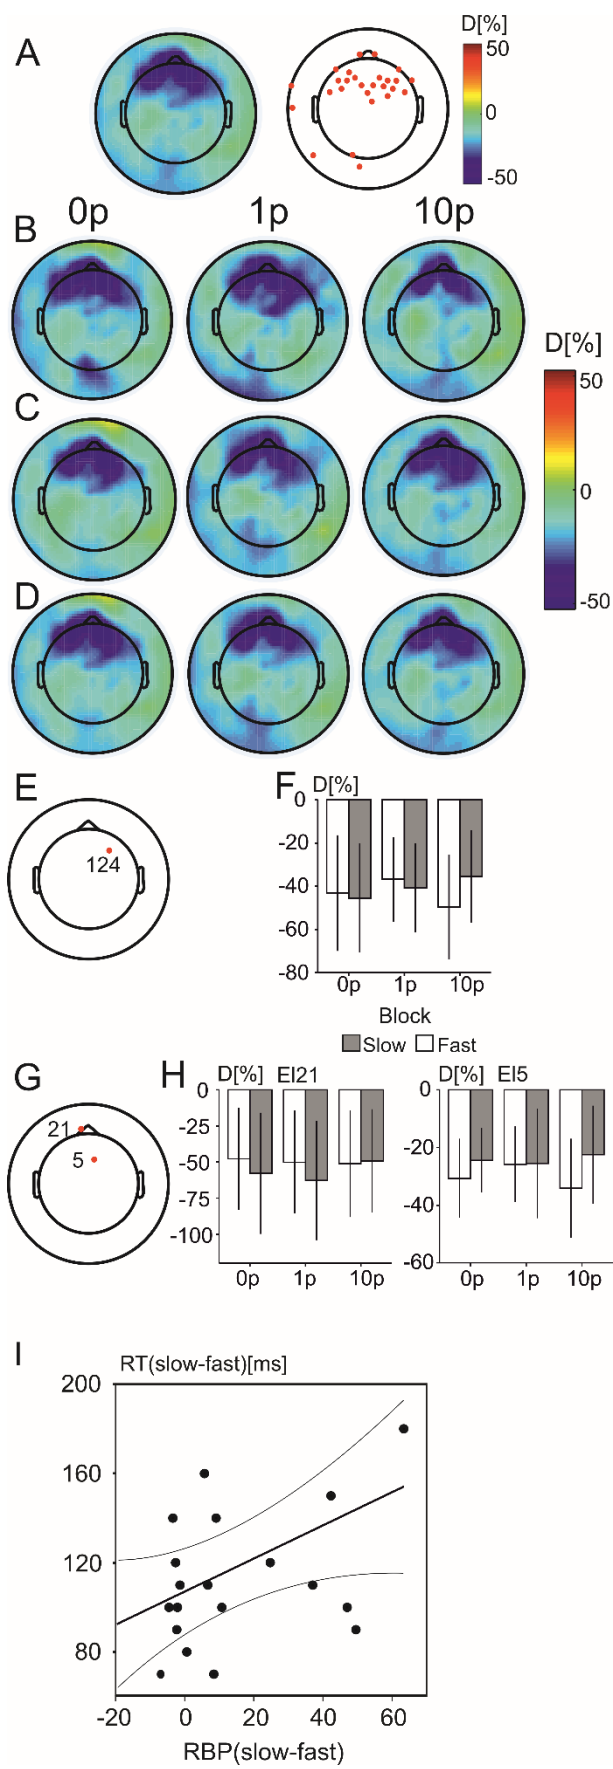 A
D[%]
50
0
-50
0p 1p 10p
B
D[%]
50
0
-50
C
D
E
124
F
D[%]
0
-20
-40
-60
-80
0p 1p 10p
Block
Slow Fast
G
21
5
H
D[%] El21
0
-25
-50
-75
-100
0p 1p 10p
D[%] El5
0
-20
-40
-60
0p 1p 10p
I
RT(slow-fast)[ms]
200
160
120
80
-20 0 20 40 60
RBP(slow-fast)